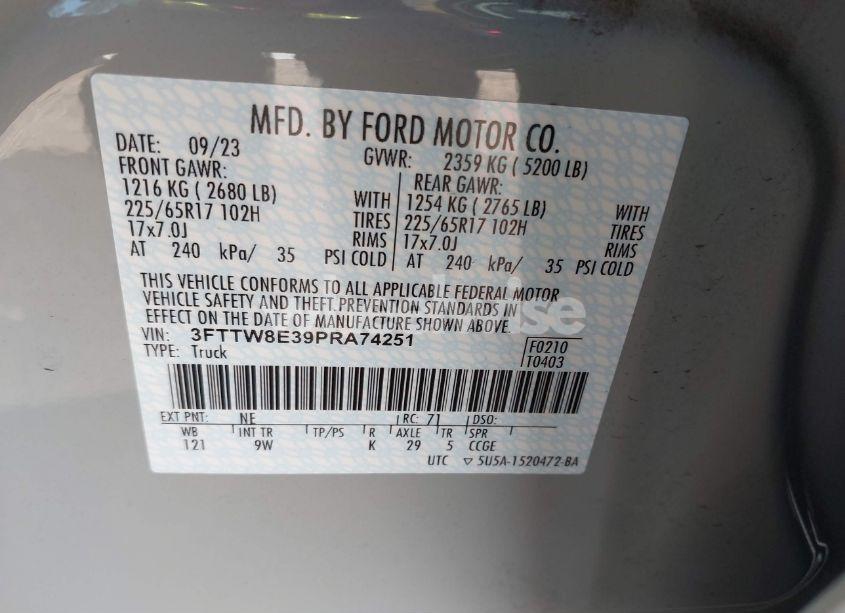 MFD. BY FORD MOTOR CO.
DATE: 09/23 GVWR: 2359 KG ( 5200 LB)
FRONT GAWR: REAR GAWR:
1216 KG ( 2680 LB) WITH 1254 KG ( 2765 LB) WITH
225/65R17 102H TIRES 225/65R17 102H TIRES
17x7.0J RIMS 17x7.0J RIMS
AT 240 kPa/ 35 PSI COLD AT 240 kPa/ 35 PSI COLD
THIS VEHICLE CONFORMS TO ALL APPLICABLE FEDERAL MOTOR
VEHICLE SAFETY AND THEFT PREVENTION STANDARDS IN
EFFECT ON THE DATE OF MANUFACTURE SHOWN ABOVE.
VIN: 3FTTW8E39PRA74251 F0210
TYPE: Truck T0403
EXT PNT: NE RC: 71 DSO:
WB INT TR TP/PS R AXLE TR SPR
121 9W K 29 5 CCGE
UTC ▽ 5U5A-1520472-BA